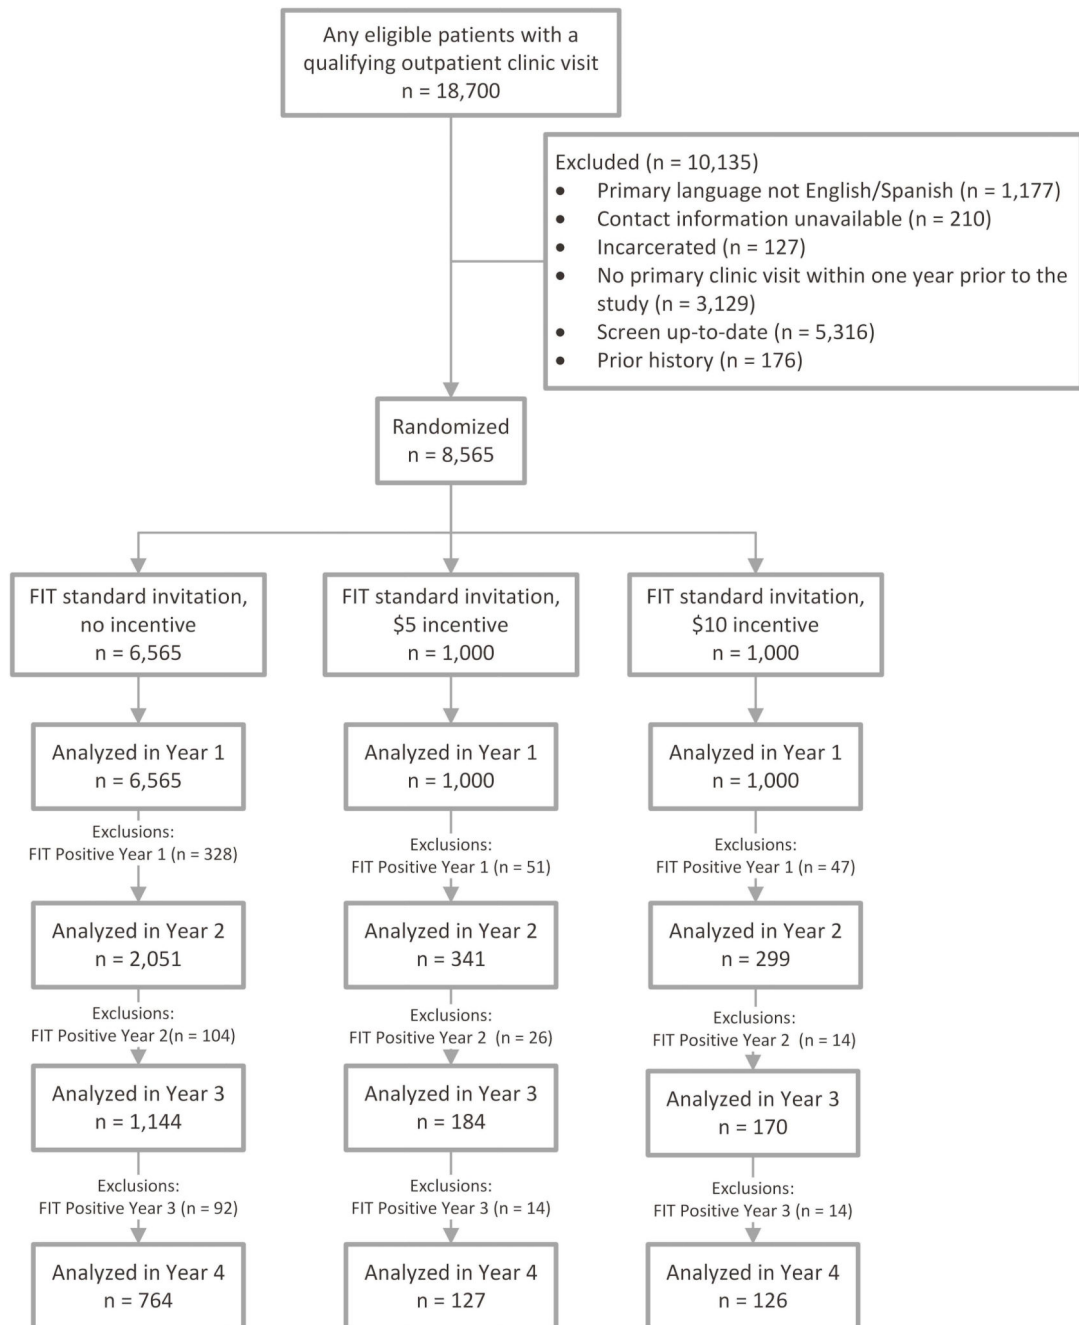 Any eligible patients with a
qualifying outpatient clinic visit
n = 18,700
Excluded (n = 10,135)
• Primary language not English/Spanish (n = 1,177)
• Contact information unavailable (n = 210)
• Incarcerated (n = 127)
• No primary clinic visit within one year prior to the
study (n = 3,129)
• Screen up-to-date (n = 5,316)
• Prior history (n = 176)
Randomized
n = 8,565
FIT standard invitation,
no incentive
n = 6,565
FIT standard invitation,
$5 incentive
n = 1,000
FIT standard invitation,
$10 incentive
n = 1,000
Analyzed in Year 1
n = 6,565
Analyzed in Year 1
n = 1,000
Analyzed in Year 1
n = 1,000
Exclusions:
FIT Positive Year 1 (n = 328)
Exclusions:
FIT Positive Year 1 (n = 51)
Exclusions:
FIT Positive Year 1 (n = 47)
Analyzed in Year 2
n = 2,051
Analyzed in Year 2
n = 341
Analyzed in Year 2
n = 299
Exclusions:
FIT Positive Year 2(n = 104)
Exclusions:
FIT Positive Year 2 (n = 26)
Exclusions:
FIT Positive Year 2 (n = 14)
Analyzed in Year 3
n = 1,144
Analyzed in Year 3
n = 184
Analyzed in Year 3
n = 170
Exclusions:
FIT Positive Year 3 (n = 92)
Exclusions:
FIT Positive Year 3 (n = 14)
Exclusions:
FIT Positive Year 3 (n = 14)
Analyzed in Year 4
n = 764
Analyzed in Year 4
n = 127
Analyzed in Year 4
n = 126